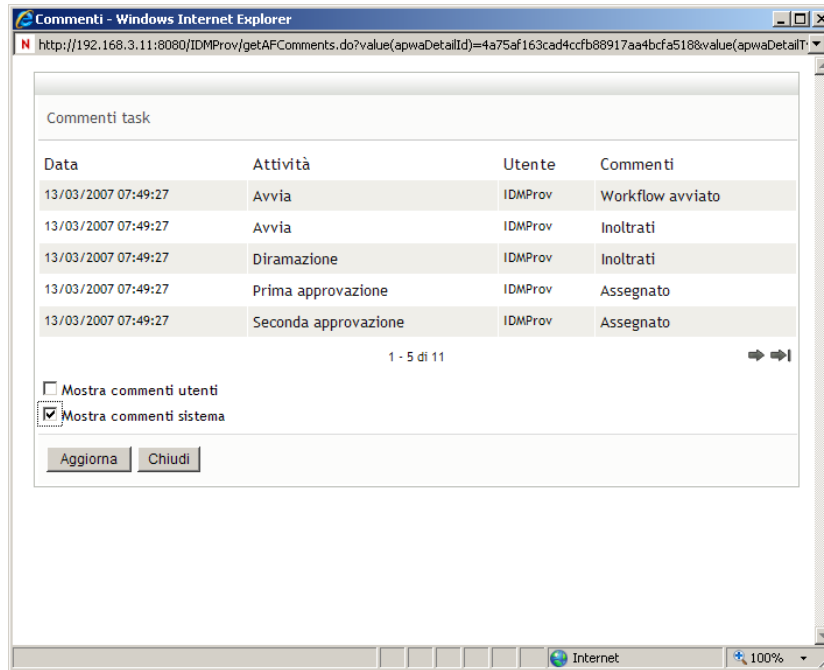 Commenti - Windows Internet Explorer
N http://192.168.3.11:8080/IDMProv/getAFComments.do?value(apwaDetailId)=4a75af163cad4ccfb88917aa4bcfa518&value(apwaDetailT
Commenti task
Data Attività Utente Commenti
13/03/2007 07:49:27 Avvia IDMProv Workflow avviato
13/03/2007 07:49:27 Avvia IDMProv Inoltrati
13/03/2007 07:49:27 Diramazione IDMProv Inoltrati
13/03/2007 07:49:27 Prima approvazione IDMProv Assegnato
13/03/2007 07:49:27 Seconda approvazione IDMProv Assegnato
1 - 5 di 11
Mostra commenti utenti
Mostra commenti sistema
Aggiorna Chiudi
Internet 100%